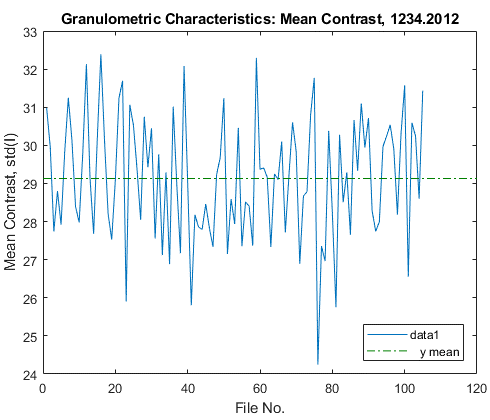 Granulometric Characteristics: Mean Contrast, 1234.2012
Mean Contrast, std(I)
33
32
31
30
29
28
27
26
25
24
0 20 40 60 80 100 120
File No.
data1
y mean